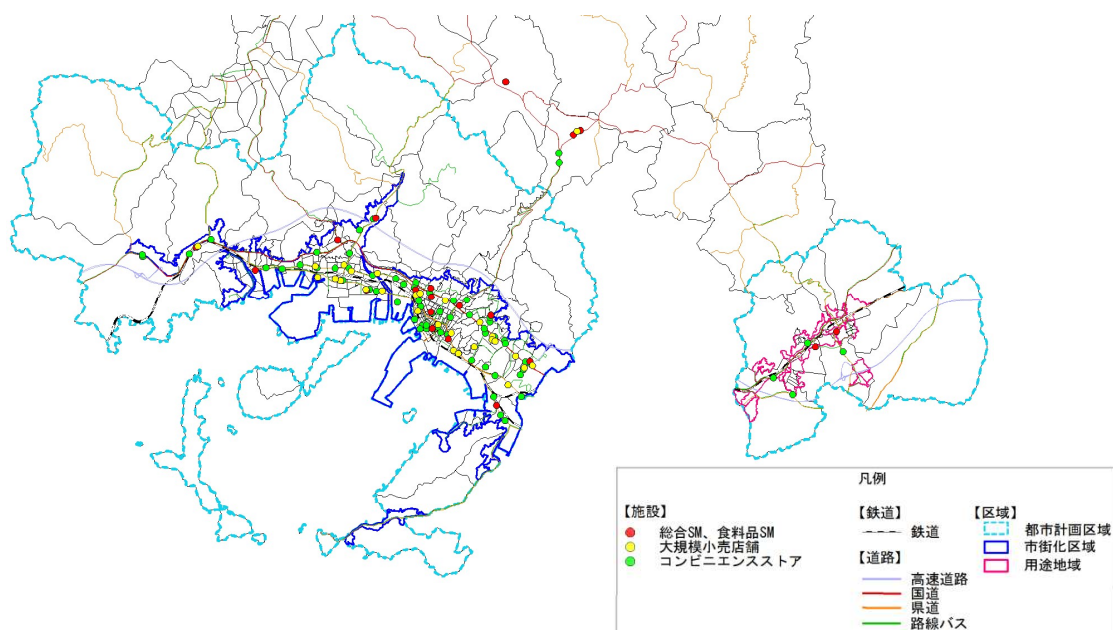 凡例
【施設】
総合SM、食料品SM
大規模小売店舗
コンビニエンスストア
【鉄道】
鉄道
【道路】
高速道路
国道
県道
路線バス
【区域】
都市計画区域
市街化区域
用途地域